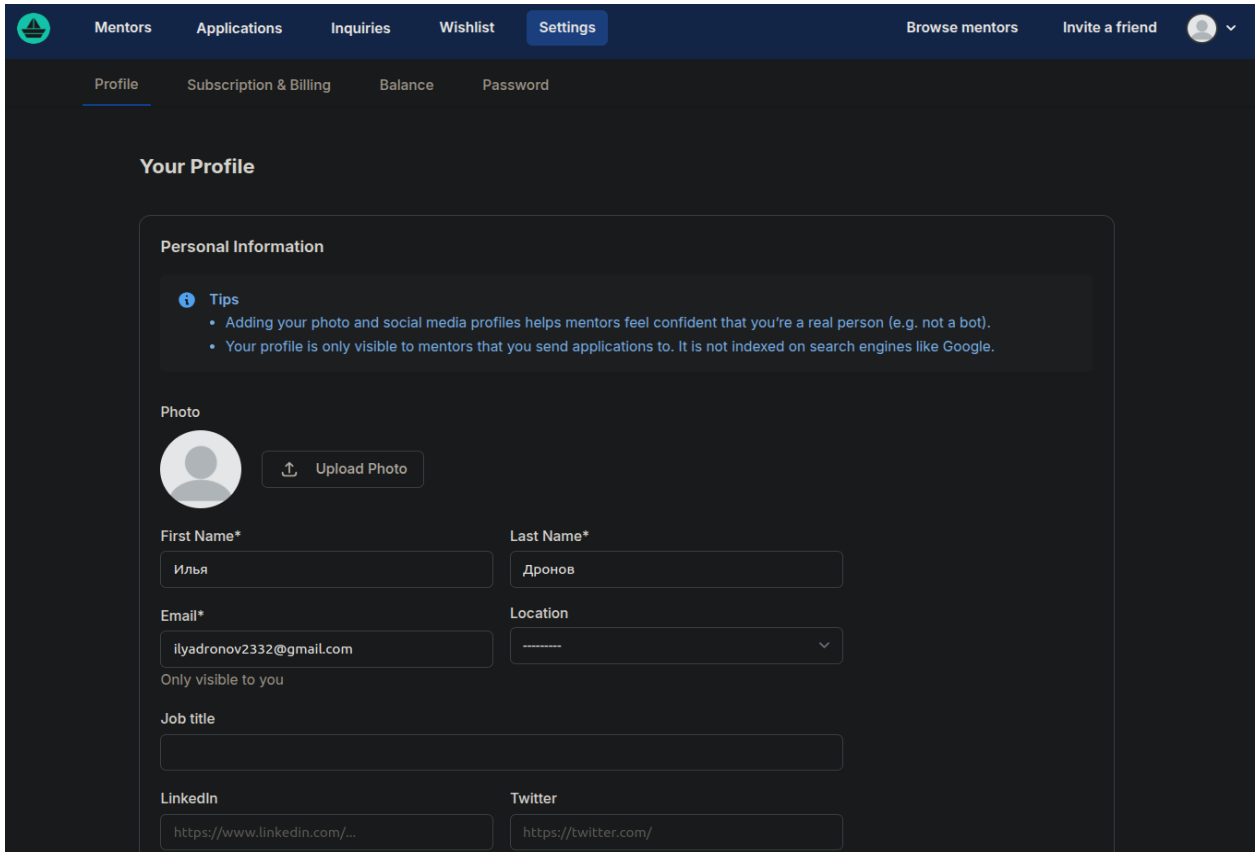 Mentors Applications Inquiries Wishlist Settings Browse mentors Invite a friend
Profile Subscription & Billing Balance Password
Your Profile
Personal Information
Tips
• Adding your photo and social media profiles helps mentors feel confident that you’re a real person (e.g. not a bot).
• Your profile is only visible to mentors that you send applications to. It is not indexed on search engines like Google.
Photo
Upload Photo
First Name* Last Name*
Илья Дронов
Email* Location
ilyadronov2332@gmail.com ---------
Only visible to you
Job title
LinkedIn Twitter
https://www.linkedin.com/... https://twitter.com/